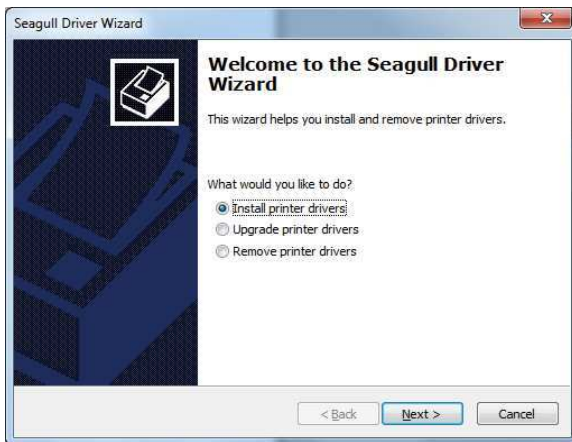 Seagull Driver Wizard
Welcome to the Seagull Driver
Wizard
This wizard helps you install and remove printer drivers.
What would you like to do?
Install printer drivers
Upgrade printer drivers
Remove printer drivers
< Back
Next >
Cancel